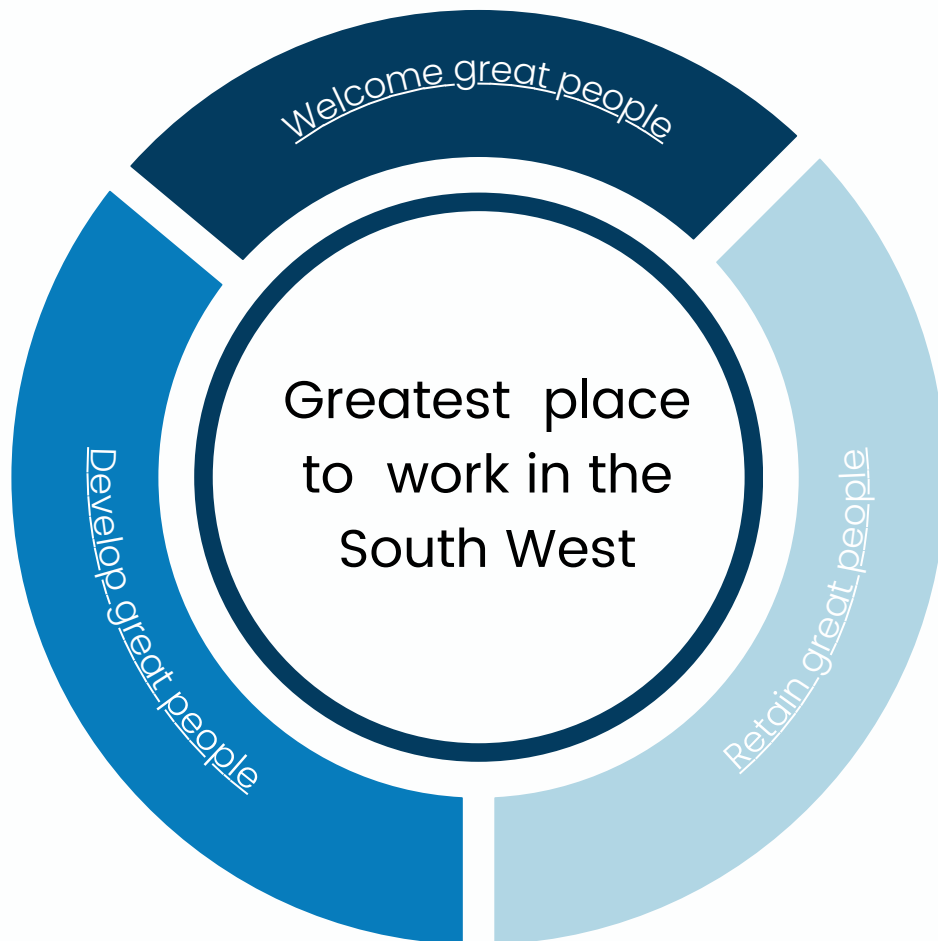 Welcome great people
Greatest place
to work in the
South West
Develop great people
Retain great people